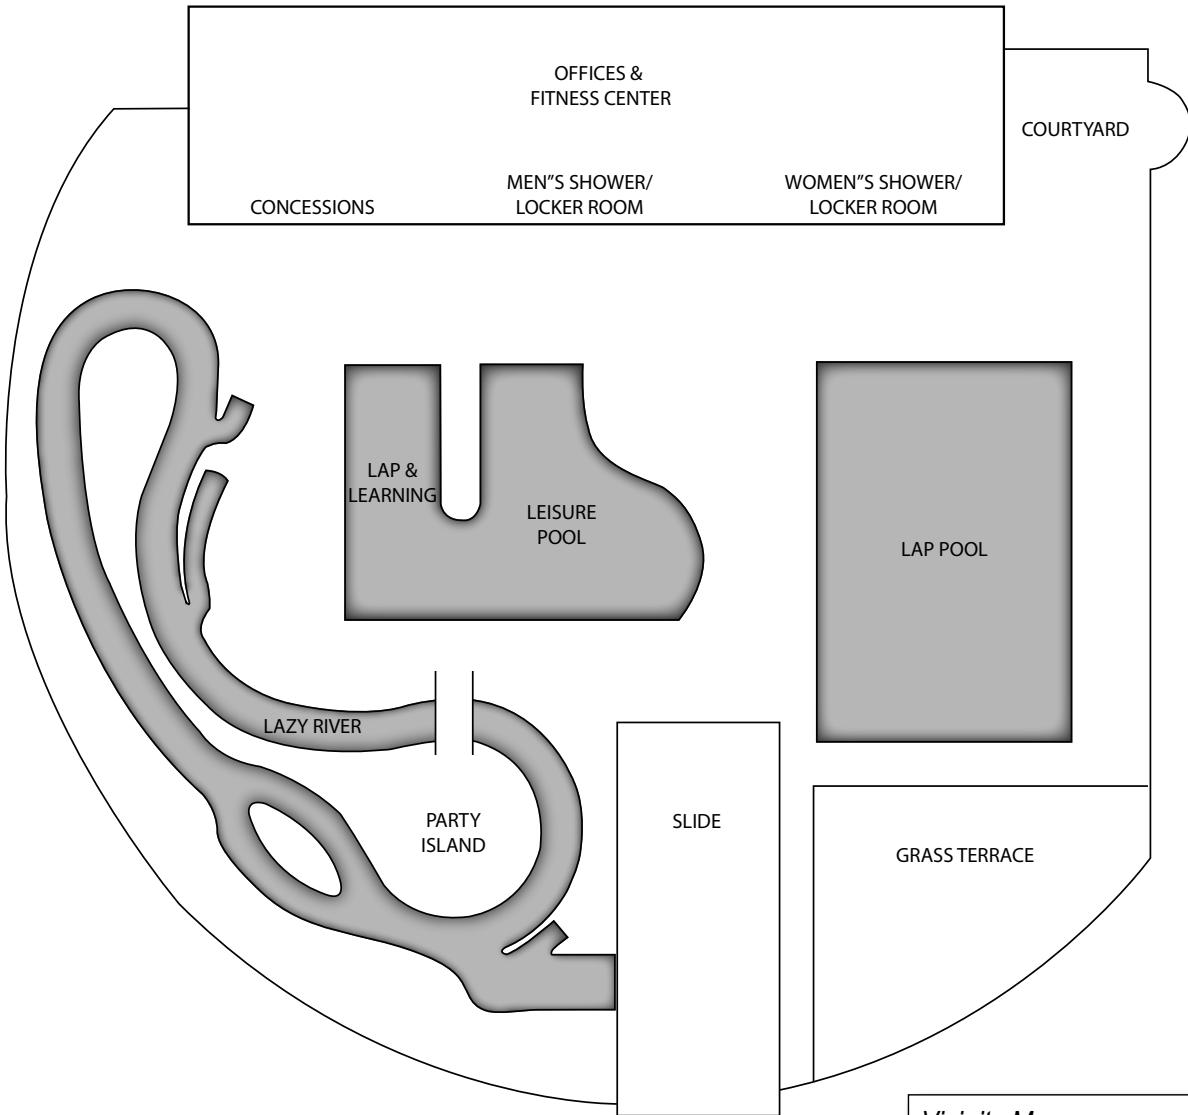 OFFICES &
FITNESS CENTER
COURTYARD
CONCESSIONS
MEN"S SHOWER/
LOCKER ROOM
WOMEN"S SHOWER/
LOCKER ROOM
LAP &
LEARNING
LEISURE
POOL
LAP POOL
LAZY RIVER
PARTY
ISLAND
SLIDE
GRASS TERRACE